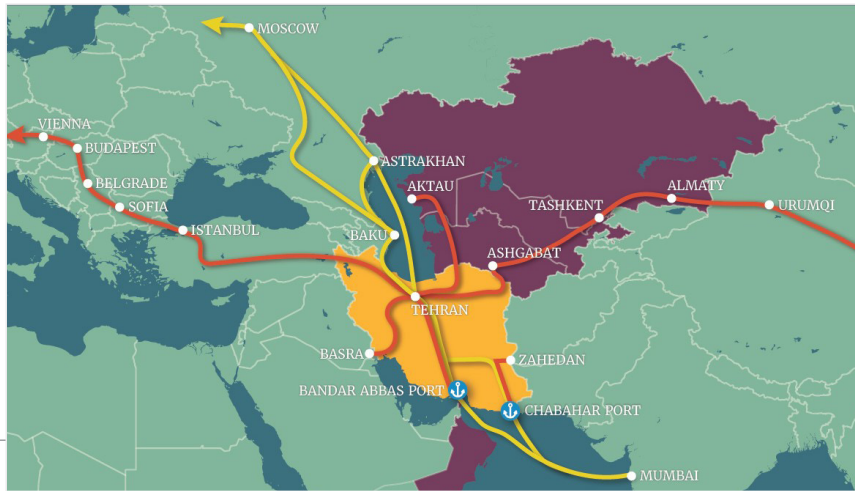 MOSCOW
VIENNA
BUDAPEST
ASTRAKHAN
BELGRADE
AKTAU
ALMATY
SOFIA
TASHKENT
URUMQI
ISTANBUL
BAKU
ASHGABAT
TEHRAN
BASRA
ZAHEDAN
BANDAR ABBAS PORT
CHABAHAR PORT
MUMBAI